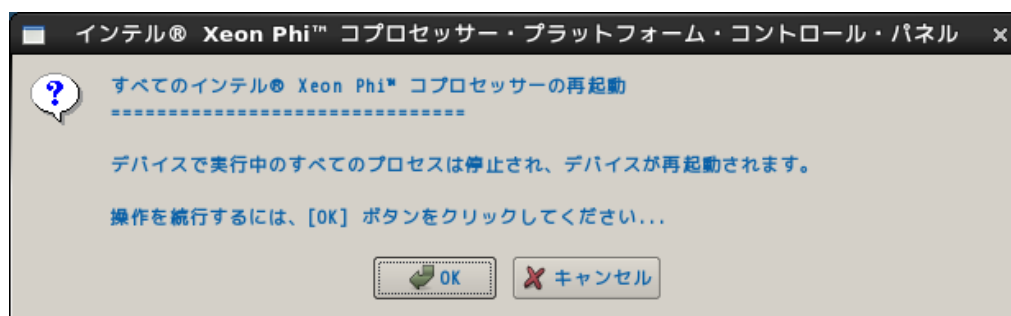 インテル® Xeon Phi™ コプロセッサー・プラットフォーム・コントロール・パネル
すべてのインテル® Xeon Phi™ コプロセッサーの再起動
===============================
デバイスで実行中のすべてのプロセスは停止され、デバイスが再起動されます。
操作を続行するには、[OK] ボタンをクリックしてください...
OK
キャンセル